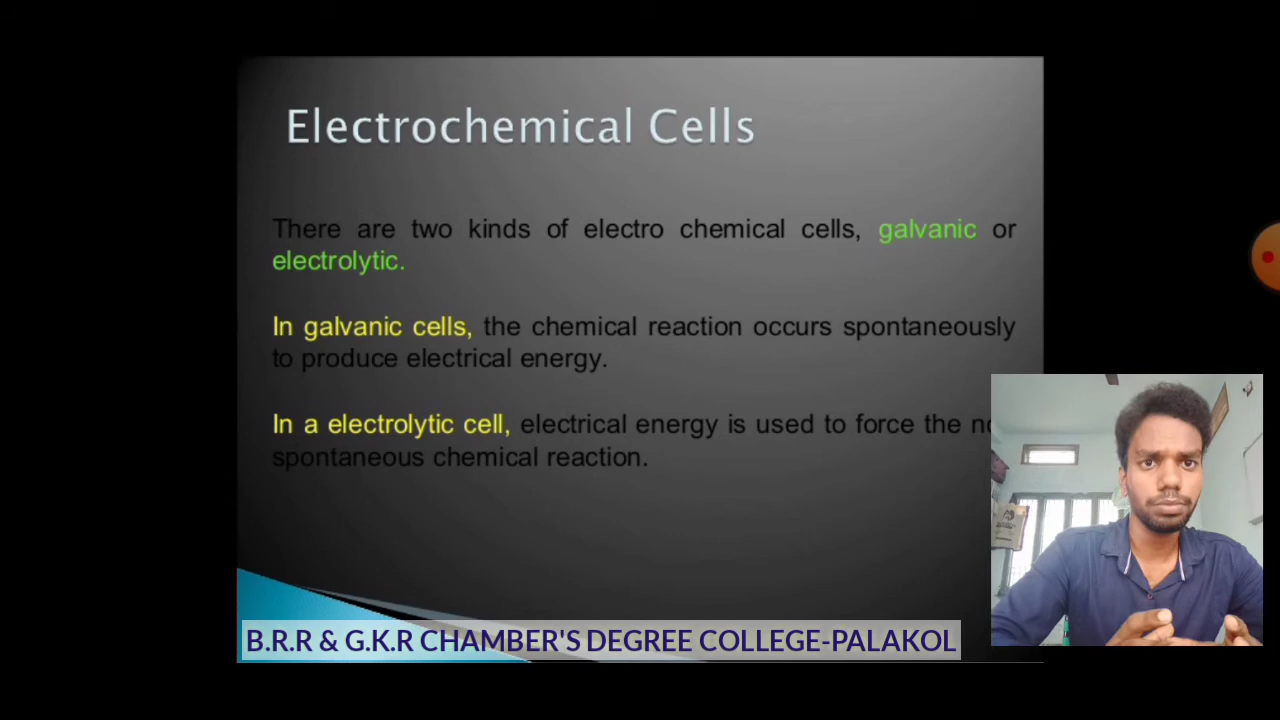 Electrochemical Cells
There are two kinds of electro chemical cells, galvanic or
electrolytic.
In galvanic cells, the chemical reaction occurs spontaneously
to produce electrical energy.
In a electrolytic cell, electrical energy is used to force the
spontaneous chemical reaction.
B.R.R & G.K.R CHAMBER'S DEGREE COLLEGE-PALAKOL